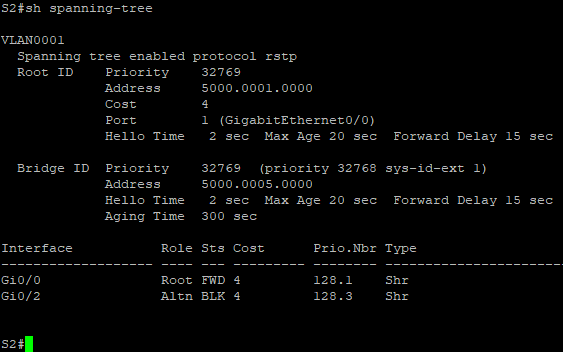 S2#sh spanning-tree
VLAN0001
  Spanning tree enabled protocol rstp
  Root ID    Priority    32769
             Address     5000.0001.0000
             Cost        4
             Port        1 (GigabitEthernet0/0)
             Hello Time   2 sec  Max Age 20 sec  Forward Delay 15 sec
  Bridge ID  Priority    32769  (priority 32768 sys-id-ext 1)
             Address     5000.0005.0000
             Hello Time   2 sec  Max Age 20 sec  Forward Delay 15 sec
             Aging Time  300 sec
Interface           Role Sts Cost      Prio.Nbr Type
------------------- ---- --- --------- -------- --------------------------------
Gi0/0               Root FWD 4         128.1    Shr
Gi0/2               Altn BLK 4         128.3    Shr
S2#